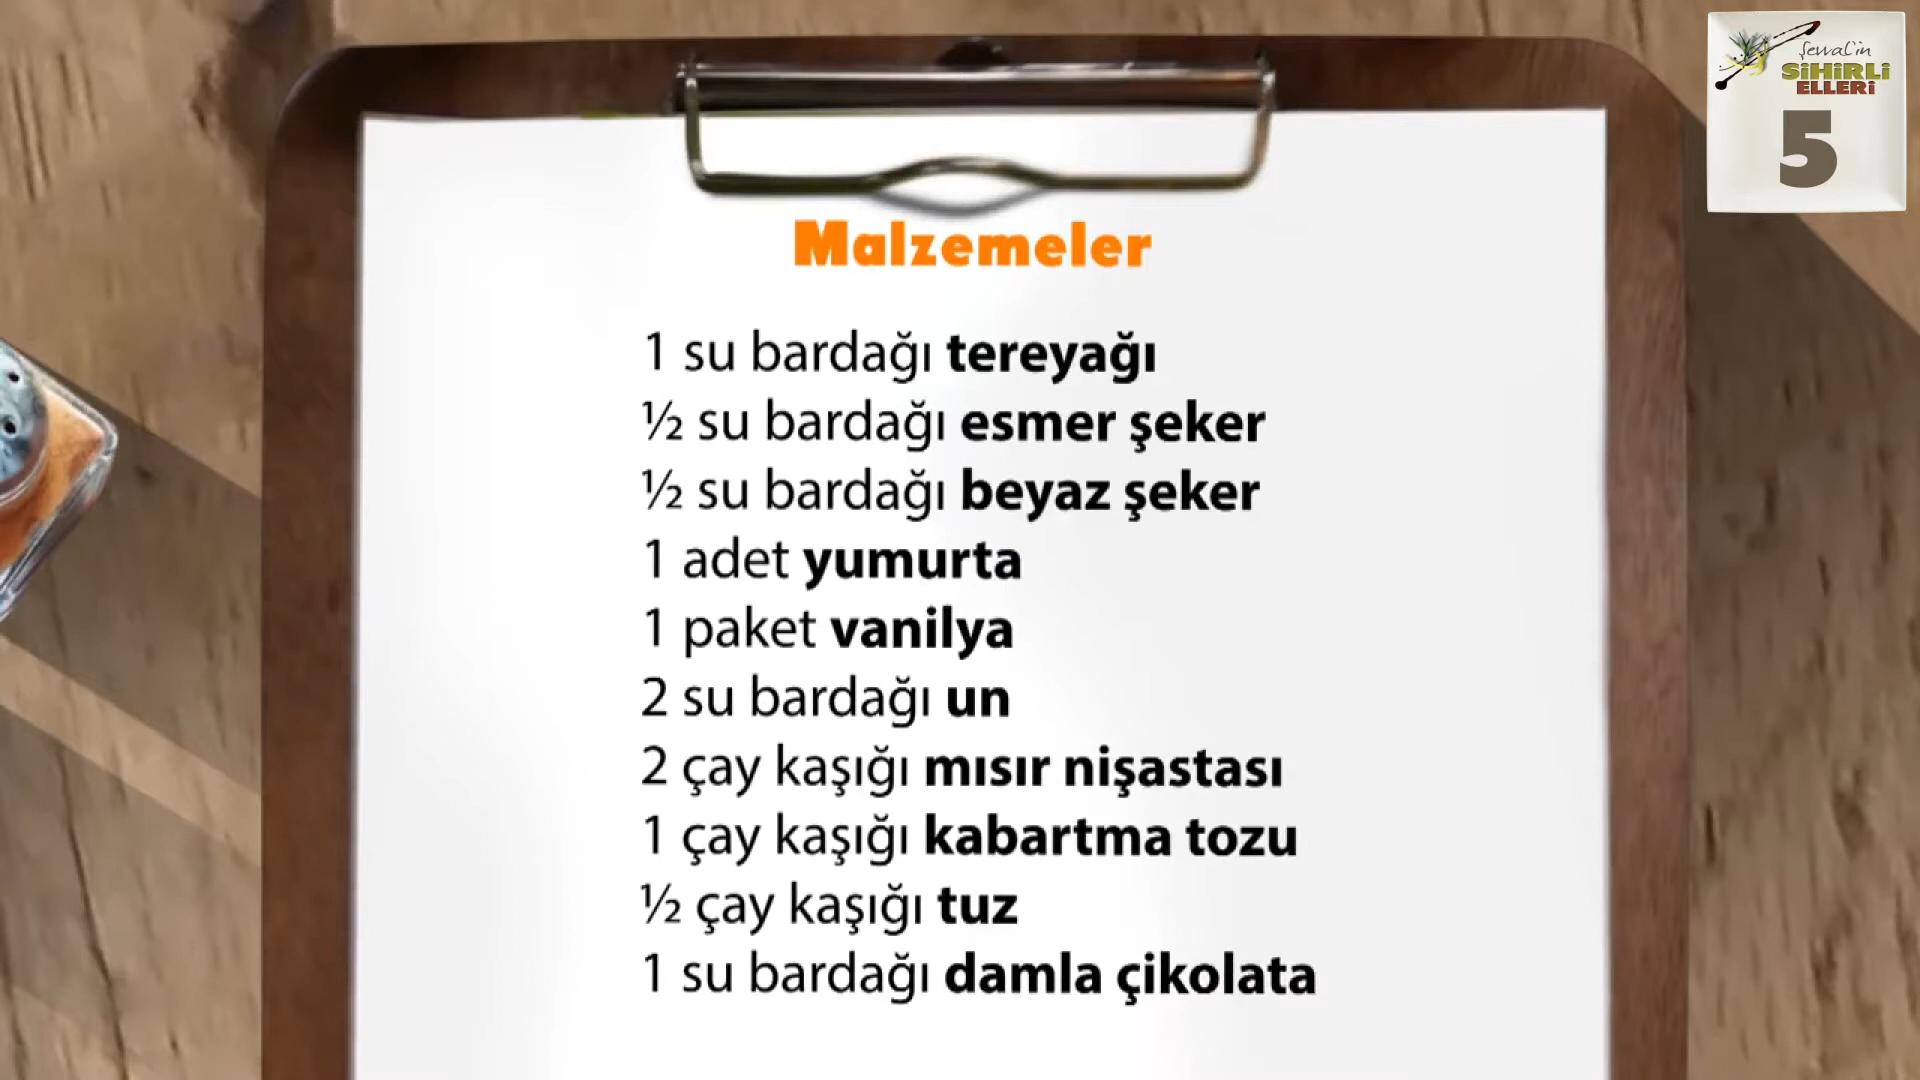 Şevval'in
SİHİRLİ
ELLERİ
5
Malzemeler
1 su bardağı tereyağı
½ su bardağı esmer şeker
½ su bardağı beyaz şeker
1 adet yumurta
1 paket vanilya
2 su bardağı un
2 çay kaşığı mısır nişastası
1 çay kaşığı kabartma tozu
½ çay kaşığı tuz
1 su bardağı damla çikolata